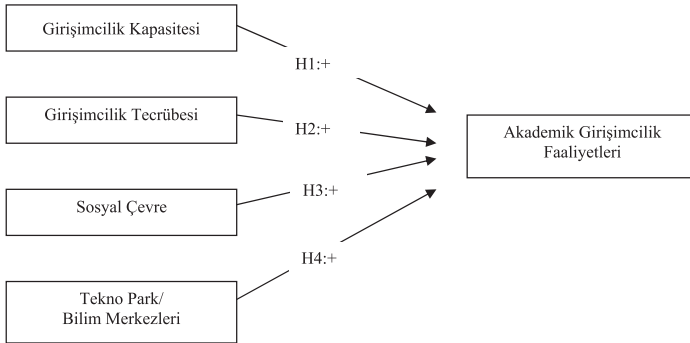 Girişimcilik Kapasitesi
H1:+
Girişimcilik Tecrübesi
H2:+
Akademik Girişimcilik
Faaliyetleri
Sosyal Çevre
H3:+
H4:+
Tekno Park/
Bilim Merkezleri